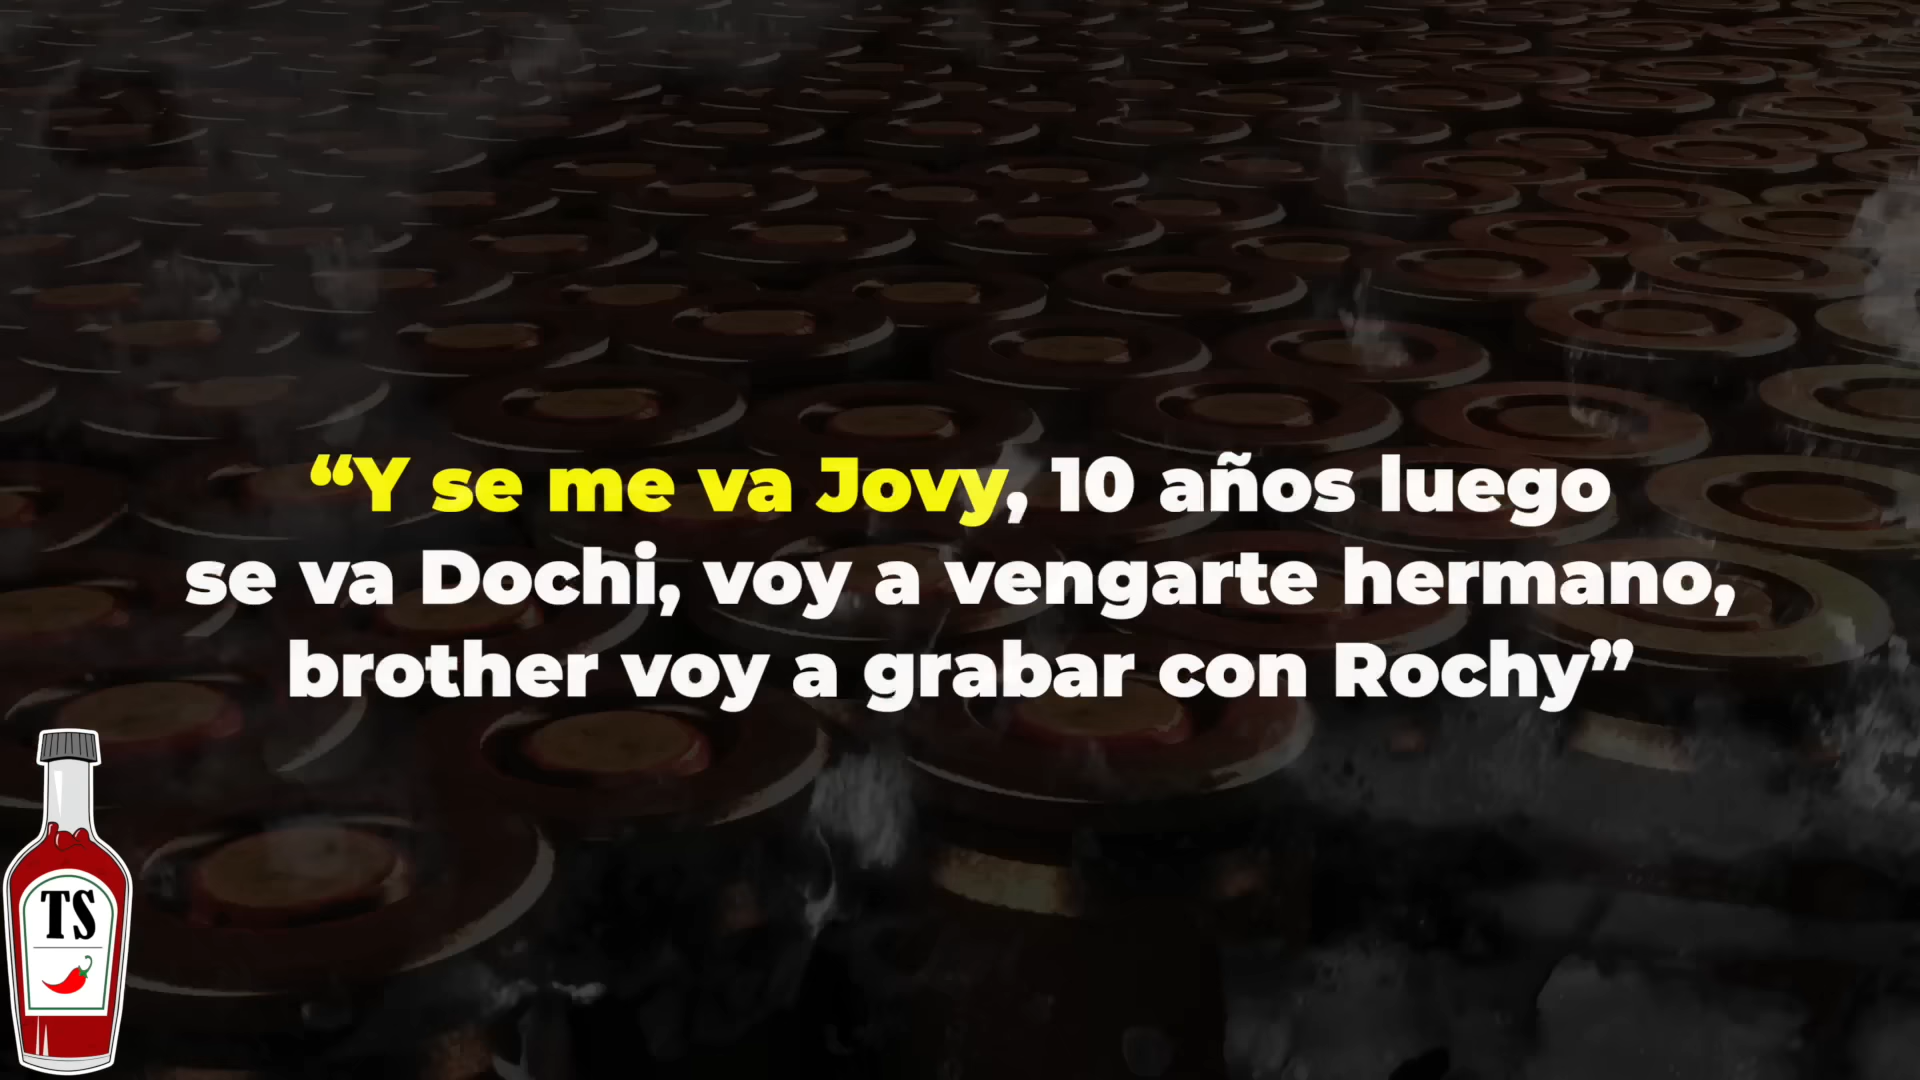 “Y se me va Jovy, 10 años luego
se va Dochi, voy a vengarte hermano,
brother voy a grabar con Rochy”
TS